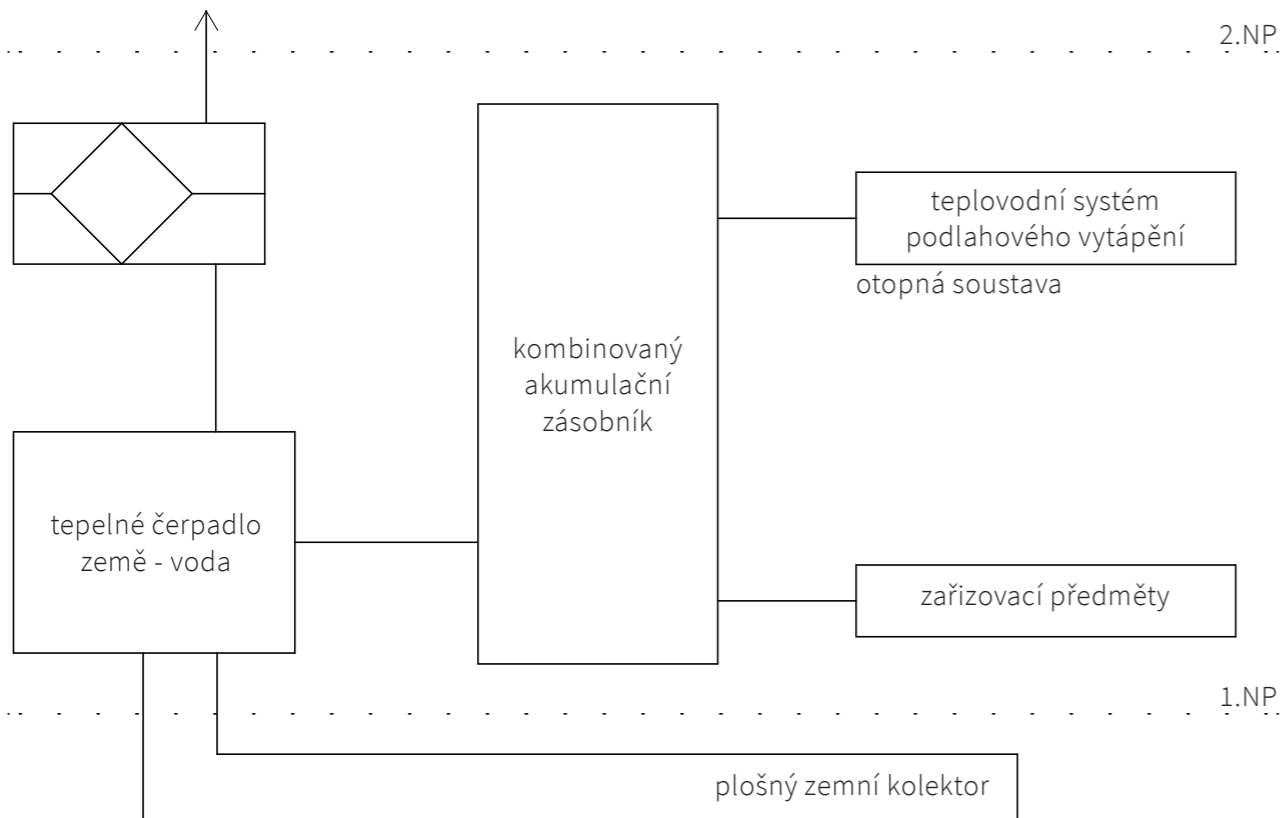 2.NP
teplovodní systém
podlahového vytápění
otopná soustava
kombinovaný
akumulační
zásobník
tepelné čerpadlo
země - voda
zařizovací předměty
1.NP
plošný zemní kolektor